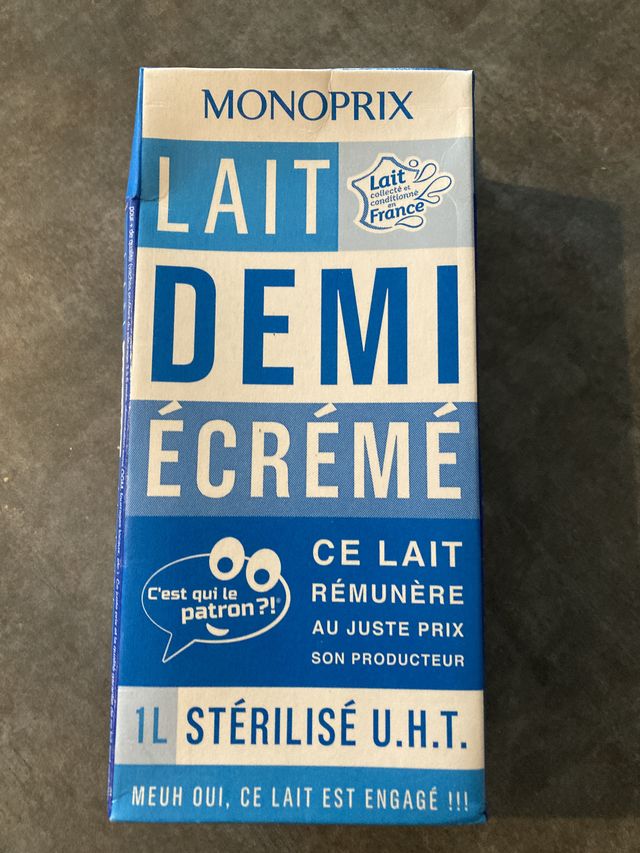 MONOPRIX
LAIT
Lait
collecté et
conditionné
en
France
DEMI
ÉCRÉMÉ
C'est qui le
patron ?!
CE LAIT
RÉMUNÈRE
AU JUSTE PRIX
SON PRODUCTEUR
1L STÉRILISÉ U.H.T.
MEUH OUI, CE LAIT EST ENGAGÉ !!!